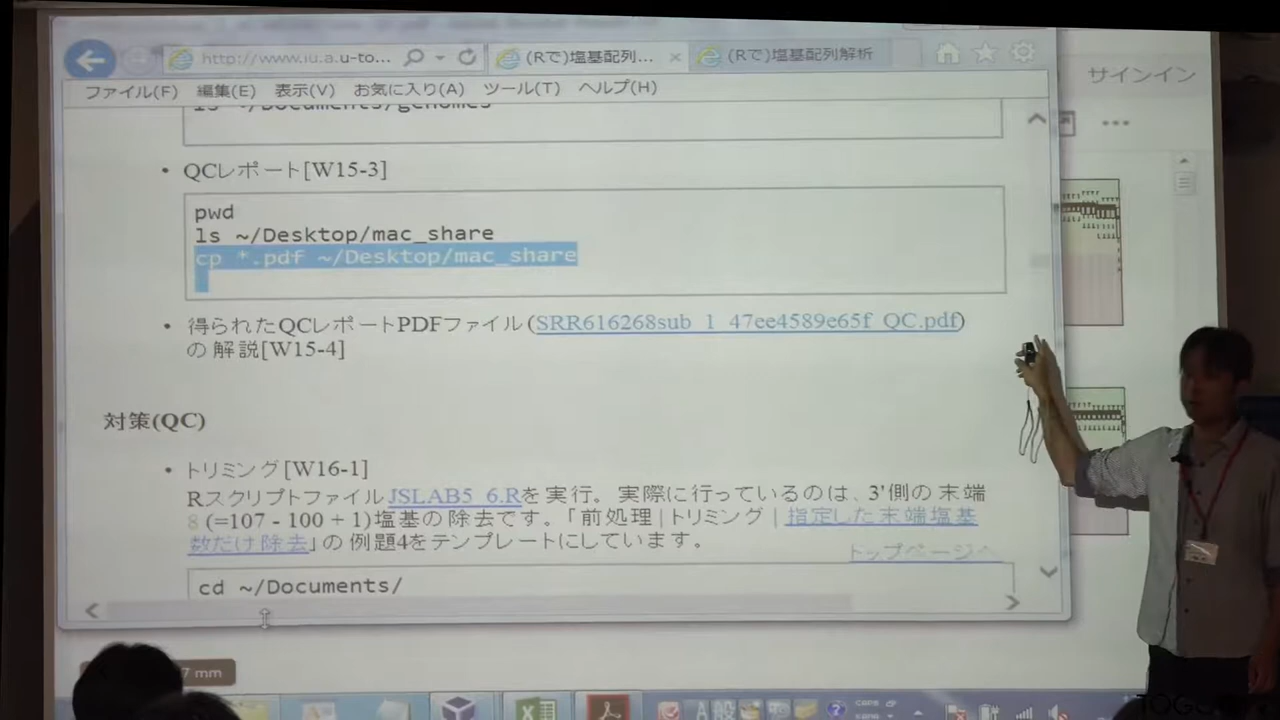 http://www.iu.a.u-to...
(Rで)塩基配列...
(Rで)塩基配列解析
サインイン
ファイル(F) 編集(E) 表示(V) お気に入り(A) ツール(T) ヘルプ(H)
ls ~/Documents/genomes
• QCレポート[W15-3]
pwd
ls ~/Desktop/mac_share
cp *.pdf ~/Desktop/mac_share
• 得られたQCレポートPDFファイル(SRR616268sub_1_47ee4589e65f_QC.pdf)
の解説[W15-4]
対策(QC)
• トリミング[W16-1]
RスクリプトファイルJSLAB5_6.Rを実行。実際に行っているのは、3'側の末端
8 (=107 - 100 + 1)塩基の除去です。「前処理 | トリミング | 指定した末端塩基
数だけ除去」の例題4をテンプレートにしています。
トップページへ
cd ~/Documents/
7 mm
A 般
CAPS
TOGO